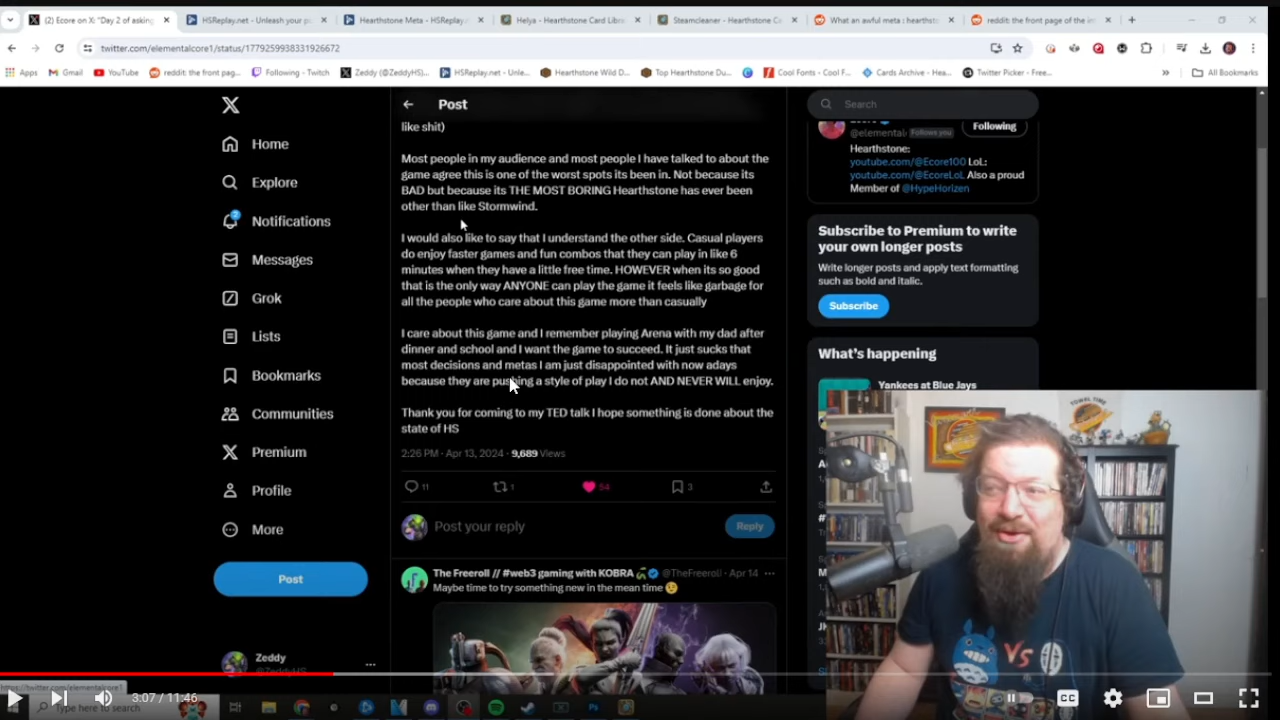 (2) Ecore on X: "Day 2 of asking
HSReplay.net - Unleash your p
Hearthstone Meta - HSReplay.
Helya - Hearthstone Card Libra
Steamcleaner - Hearthstone C
What an awful meta : hearthst
reddit: the front page of the in
twitter.com/elementalcore1/status/1779259938331926672
Apps
Gmail
YouTube
reddit: the front pag...
Following - Twitch
Zeddy (@ZeddyHS)...
HSReplay.net - Unle...
Hearthstone Wild D...
Top Hearthstone Du...
Cool Fonts - Cool F...
Cards Archive - Hea...
Twitter Picker - Free...
»
All Bookmarks
Home
Explore
2
Notifications
Messages
Grok
Lists
Bookmarks
Communities
Premium
Profile
More
Post
Zeddy
@ZeddyHS
Post
like shit)
Most people in my audience and most people I have talked to about the
game agree this is one of the worst spots its been in. Not because its
BAD but because its THE MOST BORING Hearthstone has ever been
other than like Stormwind.
I would also like to say that I understand the other side. Casual players
do enjoy faster games and fun combos that they can play in like 6
minutes when they have a little free time. HOWEVER when its so good
that is the only way ANYONE can play the game it feels like garbage for
all the people who care about this game more than casually
I care about this game and I remember playing Arena with my dad after
dinner and school and I want the game to succeed. It just sucks that
most decisions and metas I am just disappointed with now adays
because they are pushing a style of play I do not AND NEVER WILL enjoy.
Thank you for coming to my TED talk I hope something is done about the
state of HS
2:26 PM · Apr 13, 2024 · 9,689 Views
11
1
54
3
Post your reply
Reply
The Freeroll // #web3 gaming with KOBRA @TheFreeroll · Apr 14
Maybe time to try something new in the mean time
Search
Ecore
@elemental Follows you
Following
Hearthstone:
youtube.com/@Ecore100 LoL:
youtube.com/@EcoreLoL Also a proud
Member of @HypeHorizen
Subscribe to Premium to write
your own longer posts
Write longer posts and apply text formatting
such as bold and italic.
Subscribe
What's happening
Yankees at Blue Jays
TOWEL TIME
VS
https://twitter.com/elementalcore1
3:07 / 11:46
Type here to search
CC